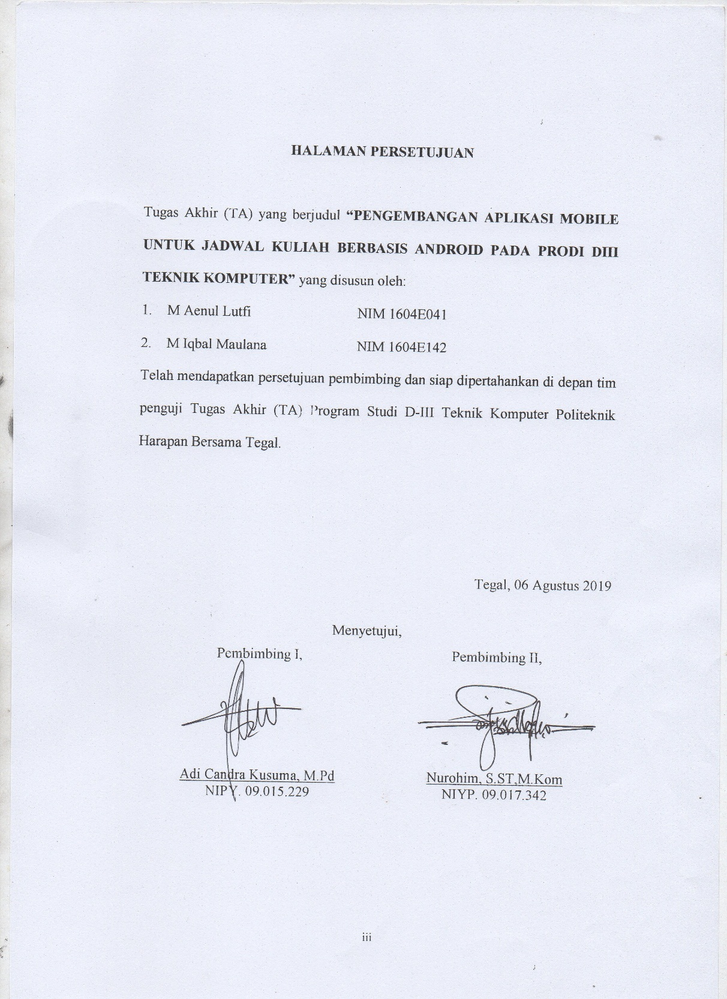 HALAMAN PERSETUJUAN
Tugas Akhir (TA) yang berjudul “PENGEMBANGAN APLIKASI MOBILE
UNTUK JADWAL KULIAH BERBASIS ANDROID PADA PRODI DIII
TEKNIK KOMPUTER” yang disusun oleh:
1. M Aenul Lutfi NIM 1604E041
2. M Iqbal Maulana NIM 1604E142
Telah mendapatkan persetujuan pembimbing dan siap dipertahankan di depan tim
penguji Tugas Akhir (TA) Program Studi D-III Teknik Komputer Politeknik
Harapan Bersama Tegal.
Tegal, 06 Agustus 2019
Menyetujui,
Pembimbing I, Pembimbing II,
Adi Candra Kusuma, M.Pd Nurohim, S.ST,M.Kom
NIPY. 09.015.229 NIYP. 09.017.342
iii